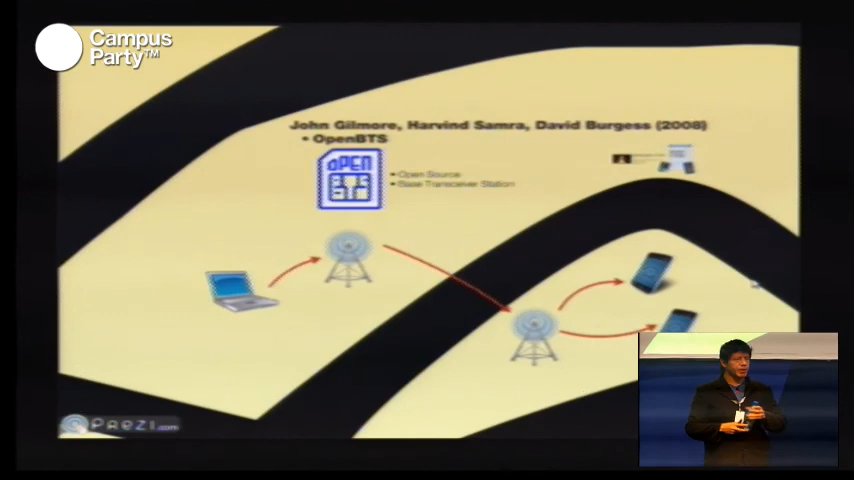 Campus
Party™
John Gilmore, Harvind Samra, David Burgess (2008)
• OpenBTS
OPEN
BTS
• Open Source
• Base Transceiver Station
PREZI.com